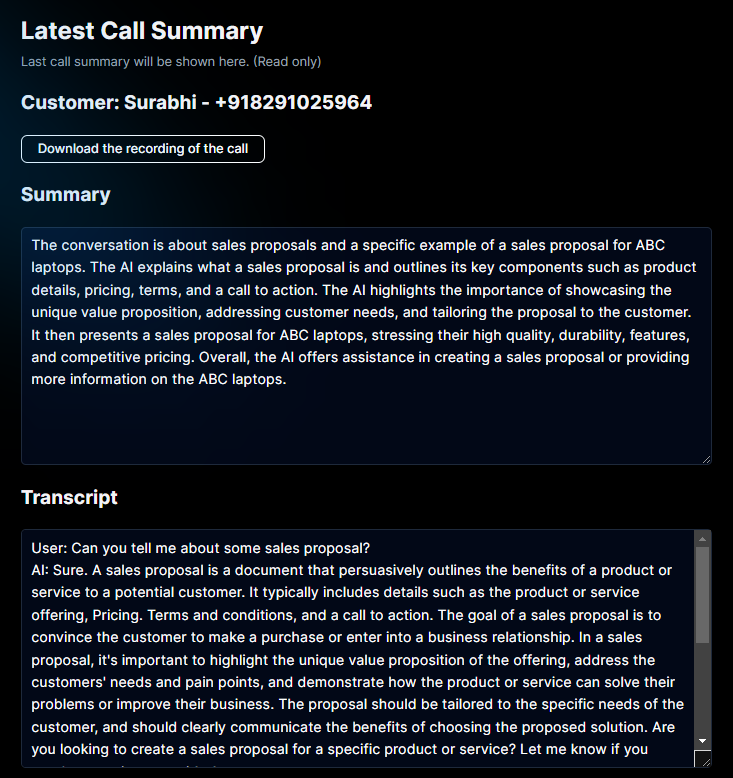 Latest Call Summary
Last call summary will be shown here. (Read only)
Customer: Surabhi - +918291025964
Download the recording of the call
Summary
The conversation is about sales proposals and a specific example of a sales proposal for ABC
laptops. The AI explains what a sales proposal is and outlines its key components such as product
details, pricing, terms, and a call to action. The AI highlights the importance of showcasing the
unique value proposition, addressing customer needs, and tailoring the proposal to the customer.
It then presents a sales proposal for ABC laptops, stressing their high quality, durability, features,
and competitive pricing. Overall, the AI offers assistance in creating a sales proposal or providing
more information on the ABC laptops.
Transcript
User: Can you tell me about some sales proposal?
AI: Sure. A sales proposal is a document that persuasively outlines the benefits of a product or
service to a potential customer. It typically includes details such as the product or service
offering, Pricing. Terms and conditions, and a call to action. The goal of a sales proposal is to
convince the customer to make a purchase or enter into a business relationship. In a sales
proposal, it's important to highlight the unique value proposition of the offering, address the
customers' needs and pain points, and demonstrate how the product or service can solve their
problems or improve their business. The proposal should be tailored to the specific needs of the
customer, and should clearly communicate the benefits of choosing the proposed solution. Are
you looking to create a sales proposal for a specific product or service? Let me know if you